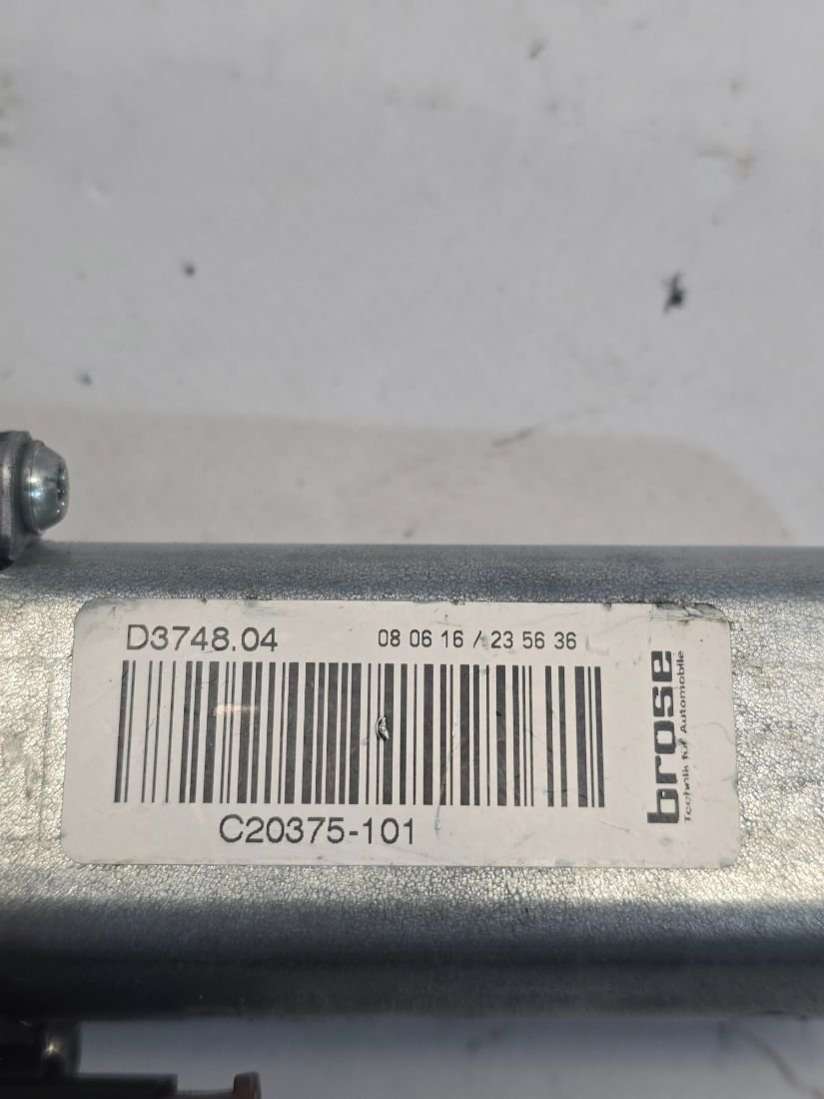 D3748.04
08 06 16 / 23 56 36
C20375-101
brose
Technik für Automobile